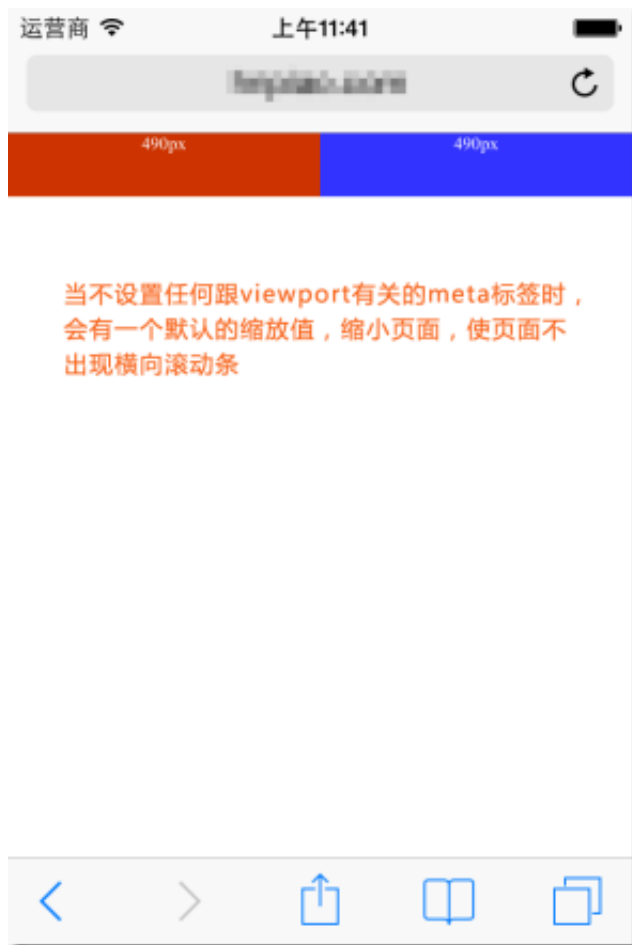 运营商
上午11:41
490px 490px
当不设置任何跟viewport有关的meta标签时，
会有一个默认的缩放值，缩小页面，使页面不
出现横向滚动条